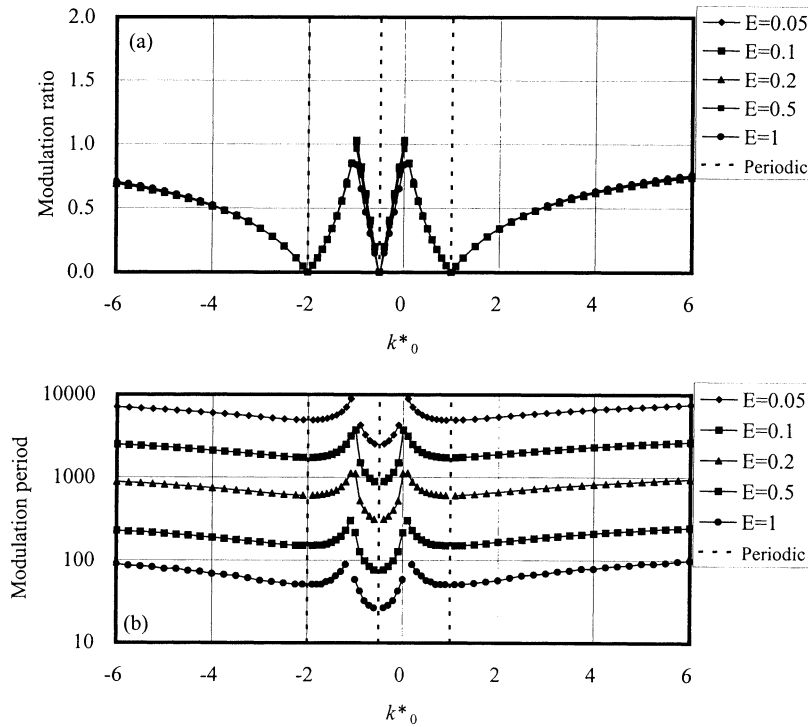 (a)
2.0
1.5
1.0
0.5
0.0
Modulation ratio
-6
-4
-2
0
2
4
6
k*0
E=0.05
E=0.1
E=0.2
E=0.5
E=1
Periodic
(b)
10000
1000
100
10
Modulation period
-6
-4
-2
0
2
4
6
k*0
E=0.05
E=0.1
E=0.2
E=0.5
E=1
Periodic